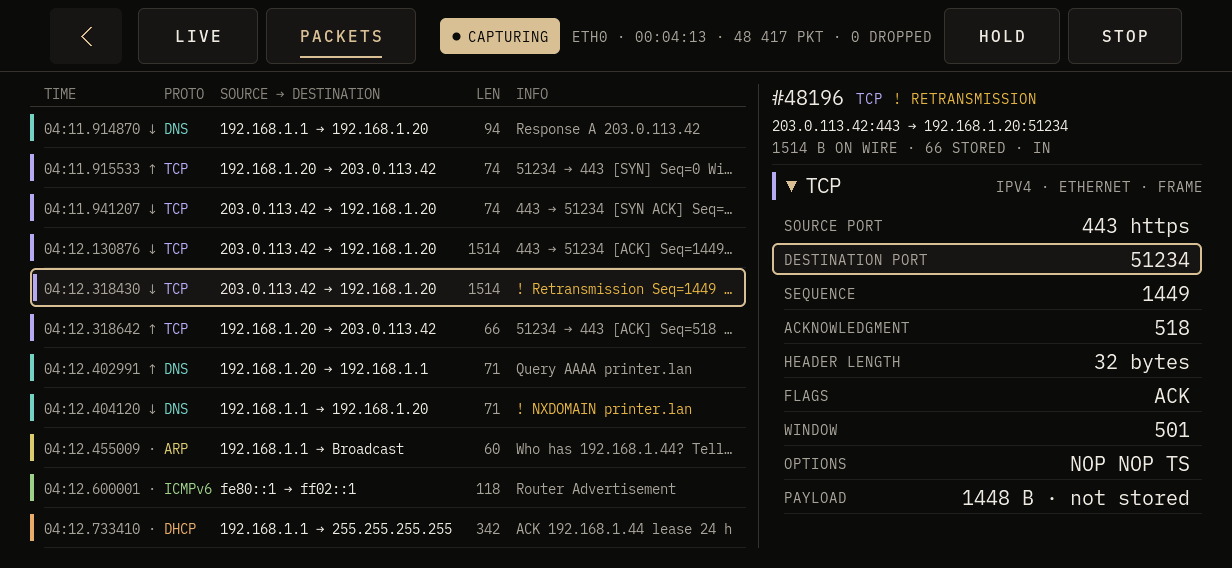 LIVE PACKETS ● CAPTURING ETH0 · 00:04:13 · 48 417 PKT · 0 DROPPED HOLD STOP
TIME PROTO SOURCE → DESTINATION LEN INFO
04:11.914870 ↓ DNS 192.168.1.1 → 192.168.1.20 94 Response A 203.0.113.42
04:11.915533 ↑ TCP 192.168.1.20 → 203.0.113.42 74 51234 → 443 [SYN] Seq=0 Wi…
04:11.941207 ↓ TCP 203.0.113.42 → 192.168.1.20 74 443 → 51234 [SYN ACK] Seq=…
04:12.130876 ↓ TCP 203.0.113.42 → 192.168.1.20 1514 443 → 51234 [ACK] Seq=1449…
04:12.318430 ↓ TCP 203.0.113.42 → 192.168.1.20 1514 ! Retransmission Seq=1449 …
04:12.318642 ↑ TCP 192.168.1.20 → 203.0.113.42 66 51234 → 443 [ACK] Seq=518 …
04:12.402991 ↑ DNS 192.168.1.20 → 192.168.1.1 71 Query AAAA printer.lan
04:12.404120 ↓ DNS 192.168.1.1 → 192.168.1.20 71 ! NXDOMAIN printer.lan
04:12.455009 · ARP 192.168.1.1 → Broadcast 60 Who has 192.168.1.44? Tell…
04:12.600001 · ICMPv6 fe80::1 → ff02::1 118 Router Advertisement
04:12.733410 · DHCP 192.168.1.1 → 255.255.255.255 342 ACK 192.168.1.44 lease 24 h
#48196 TCP ! RETRANSMISSION
203.0.113.42:443 → 192.168.1.20:51234
1514 B ON WIRE · 66 STORED · IN
▼ TCP IPV4 · ETHERNET · FRAME
SOURCE PORT 443 https
DESTINATION PORT 51234
SEQUENCE 1449
ACKNOWLEDGMENT 518
HEADER LENGTH 32 bytes
FLAGS ACK
WINDOW 501
OPTIONS NOP NOP TS
PAYLOAD 1448 B · not stored